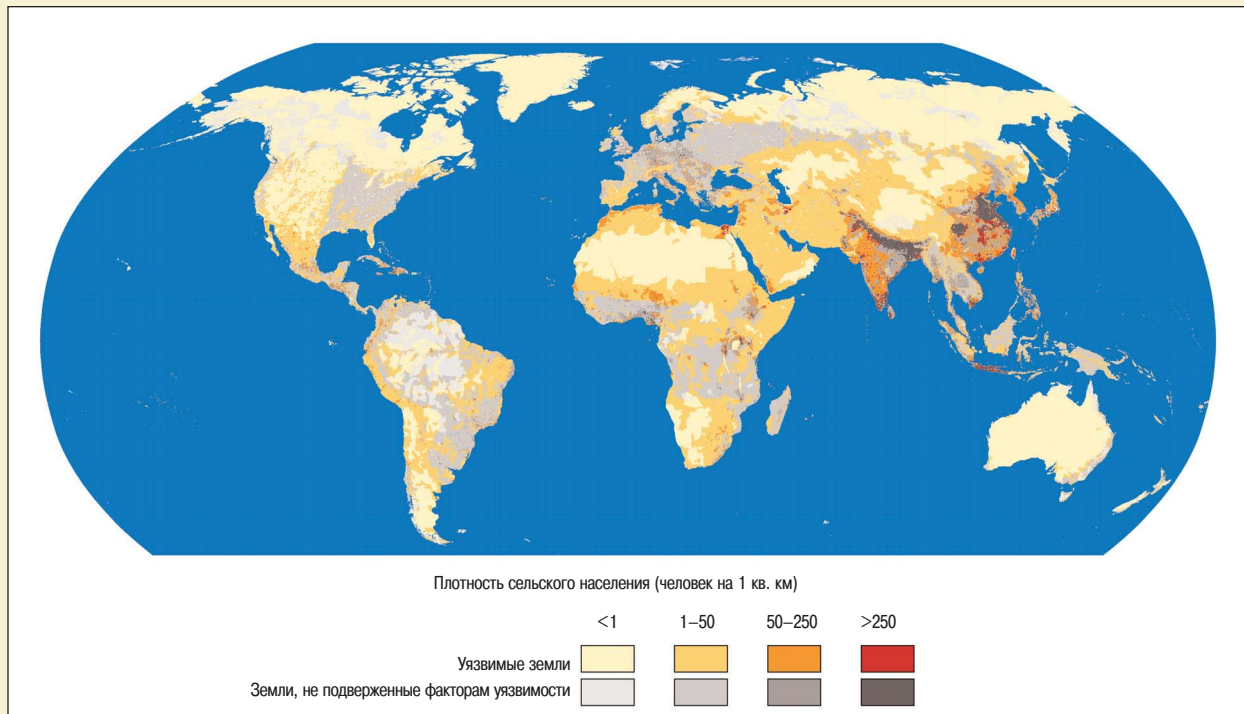 Плотность сельского населения (человек на 1 кв. км)
<1 1–50 50–250 >250
Уязвимые земли
Земли, не подверженные факторам уязвимости